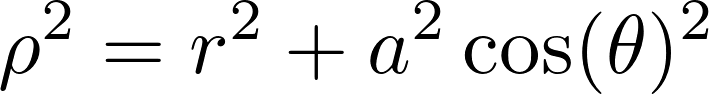 ρ² = r² + a² cos(θ)²